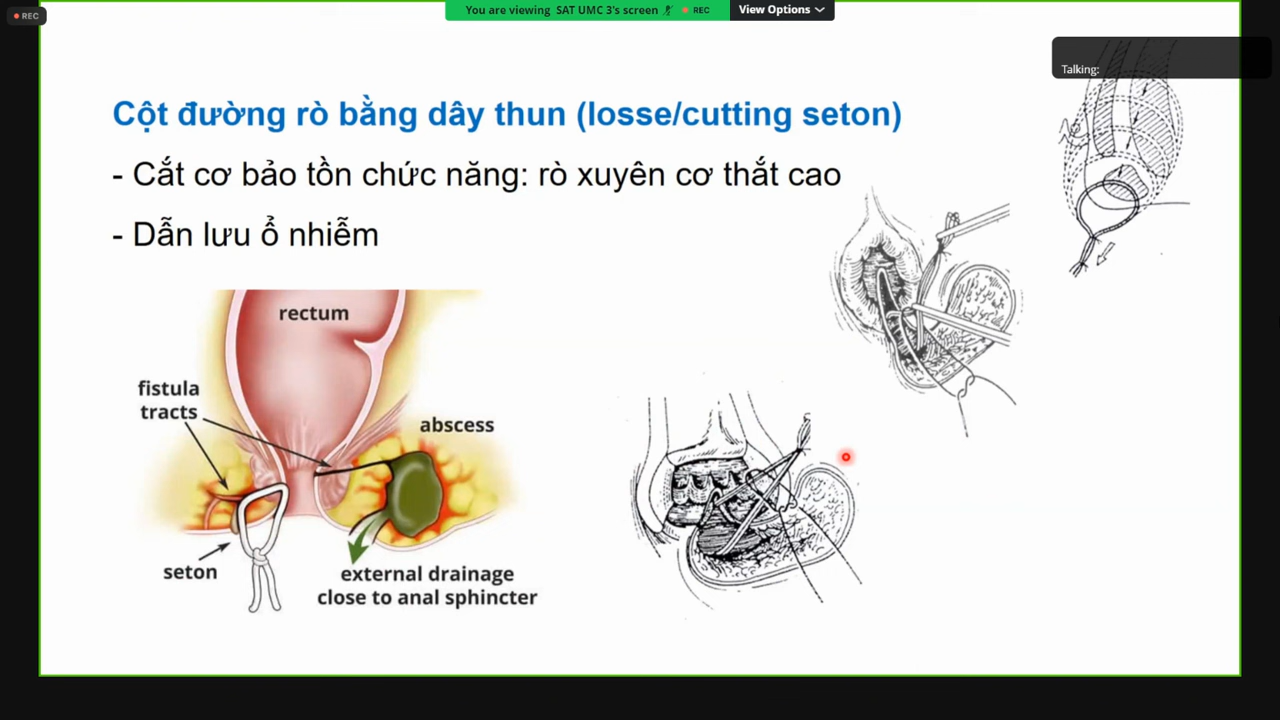 REC
You are viewing SAT UMC 3's screen REC View Options
Talking:
Cột đường rò bằng dây thun (losse/cutting seton)
- Cắt cơ bảo tồn chức năng: rò xuyên cơ thắt cao
- Dẫn lưu ổ nhiễm
rectum
fistula
tracts
abscess
seton
external drainage
close to anal sphincter